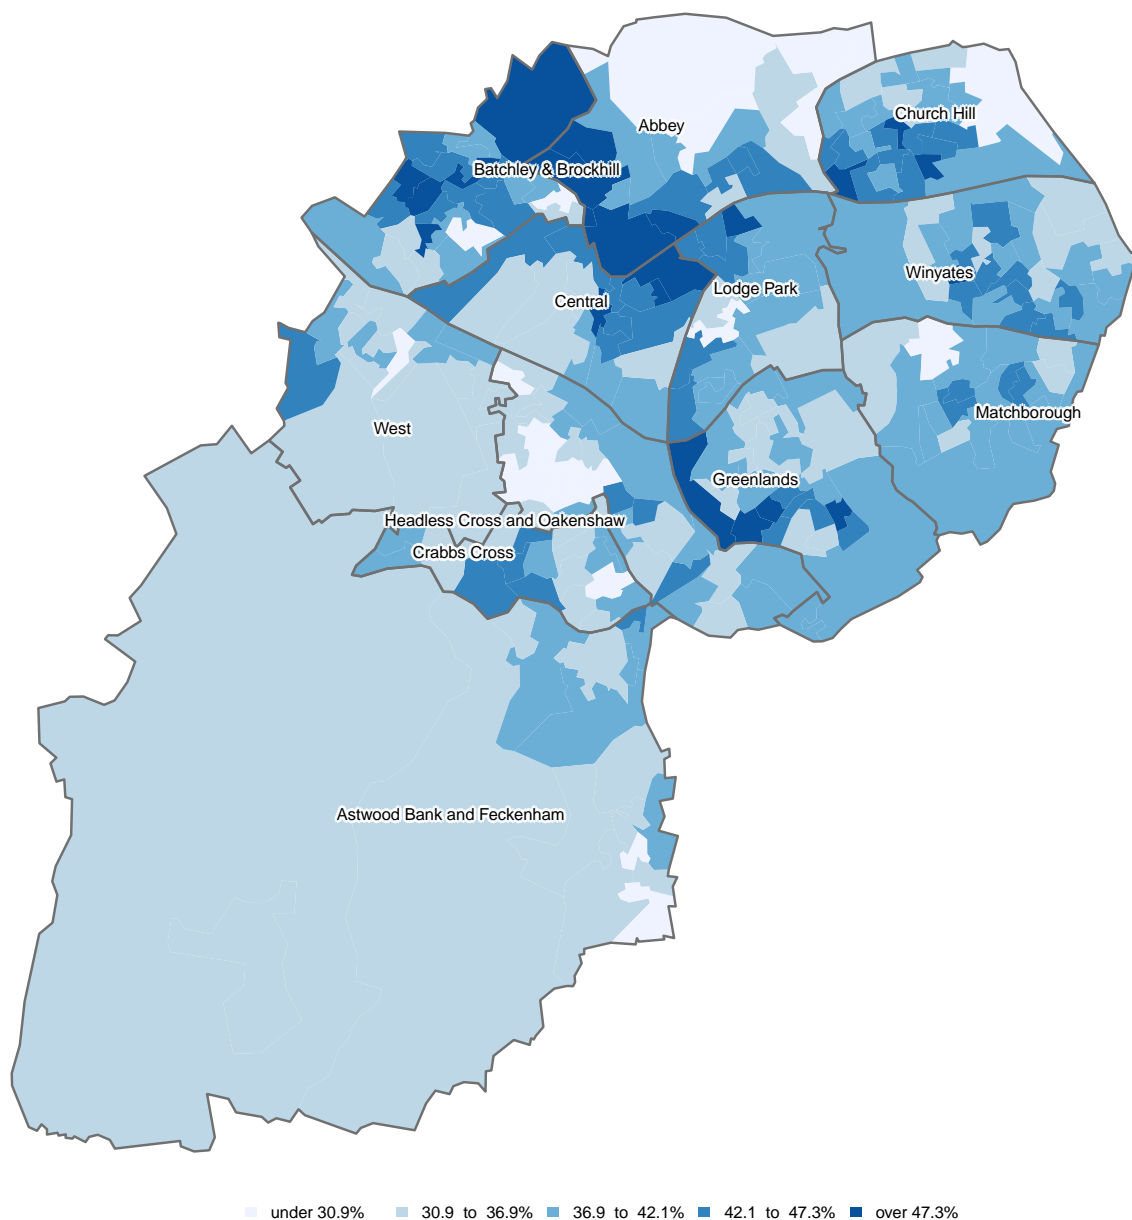 Church Hill
Abbey
Batchley & Brockhill
Winyates
Lodge Park
Central
Matchborough
West
Greenlands
Headless Cross and Oakenshaw
Crabbs Cross
Astwood Bank and Feckenham
under 30.9% 30.9 to 36.9% 36.9 to 42.1% 42.1 to 47.3% over 47.3%